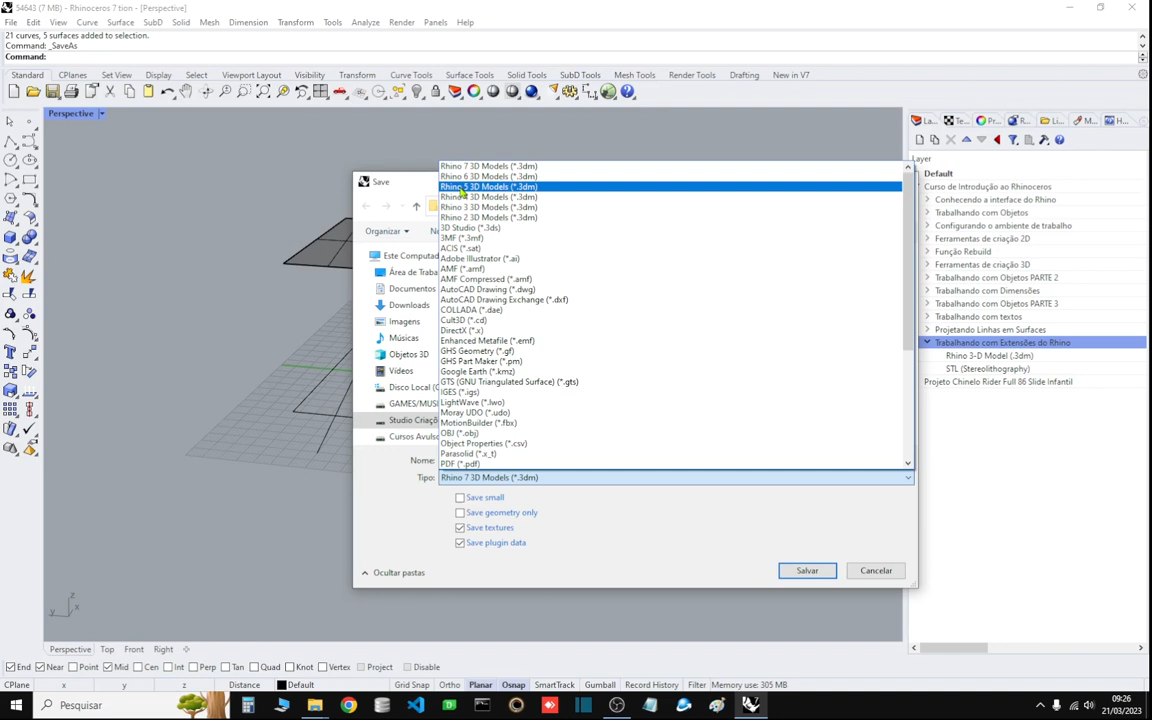 54643 (7 MB) - Rhinoceros 7 tion - [Perspective]
File Edit View Curve Surface SubD Solid Mesh Dimension Transform Tools Analyze Render Panels Help
21 curves, 5 surfaces added to selection.
Command: _SaveAs
Command:
Standard CPlanes Set View Display Select Viewport Layout Visibility Transform Curve Tools Surface Tools Solid Tools SubD Tools Mesh Tools Render Tools Drafting New in V7
Perspective
La... Te... Pr... R... Li... M... H...
Layer
Default
Curso de Introdução ao Rhinoceros
Conhecendo a interface do Rhino
Trabalhando com Objetos
Configurando o ambiente de trabalho
Ferramentas de criação 2D
Função Rebuild
Ferramentas de criação 3D
Trabalhando com Objetos PARTE 2
Trabalhando com Dimensões
Trabalhando com Objetos PARTE 3
Trabalhando com textos
Projetando Linhas em Surfaces
Trabalhando com Extensões do Rhino
Rhino 3-D Model (.3dm)
STL (Stereolithography)
Projeto Chinelo Rider Full 86 Slide Infantil
Save
Organizar
Este Computad
Área de Traba
Documentos
Downloads
Imagens
Músicas
Objetos 3D
Vídeos
Disco Local (
GAMES/MUS
Studio Criaçõ
Cursos Avuls
Rhino 7 3D Models (*.3dm)
Rhino 6 3D Models (*.3dm)
Rhino 5 3D Models (*.3dm)
Rhino 4 3D Models (*.3dm)
Rhino 3 3D Models (*.3dm)
Rhino 2 3D Models (*.3dm)
3D Studio (*.3ds)
3MF (*.3mf)
ACIS (*.sat)
Adobe Illustrator (*.ai)
AMF (*.amf)
AMF Compressed (*.amf)
AutoCAD Drawing (*.dwg)
AutoCAD Drawing Exchange (*.dxf)
COLLADA (*.dae)
Cult3D (*.cd)
DirectX (*.x)
Enhanced Metafile (*.emf)
GHS Geometry (*.gf)
GHS Part Maker (*.pm)
Google Earth (*.kmz)
GTS (GNU Triangulated Surface) (*.gts)
IGES (*.igs)
LightWave (*.lwo)
Moray UDO (*.udo)
MotionBuilder (*.fbx)
OBJ (*.obj)
Object Properties (*.csv)
Parasolid (*.x_t)
PDF (*.pdf)
Nome:
Tipo: Rhino 7 3D Models (*.3dm)
Save small
Save geometry only
Save textures
Save plugin data
Ocultar pastas
Salvar Cancelar
z
y x
Perspective Top Front Right
End Near Point Mid Cen Int Perp Tan Quad Knot Vertex Project Disable
CPlane x y z Distance Default Grid Snap Ortho Planar Osnap SmartTrack Gumball Record History Filter Memory use: 305 MB
Pesquisar
09:26
21/03/2023